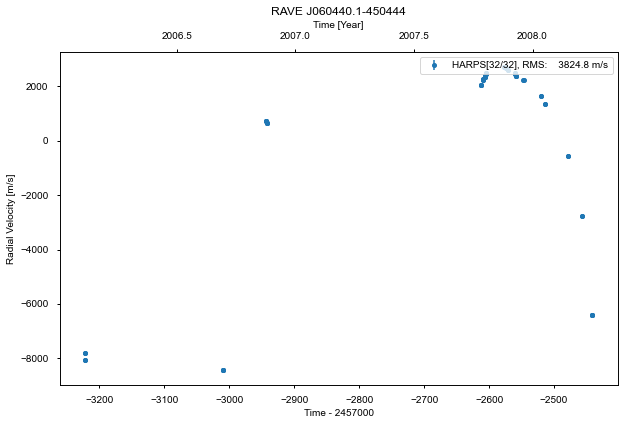 RAVE J060440.1-450444
Time [Year]
2006.5 2007.0 2007.5 2008.0
HARPS[32/32], RMS: 3824.8 m/s
2000
0
−2000
−4000
−6000
−8000
Radial Velocity [m/s]
−3200 −3100 −3000 −2900 −2800 −2700 −2600 −2500
Time - 2457000